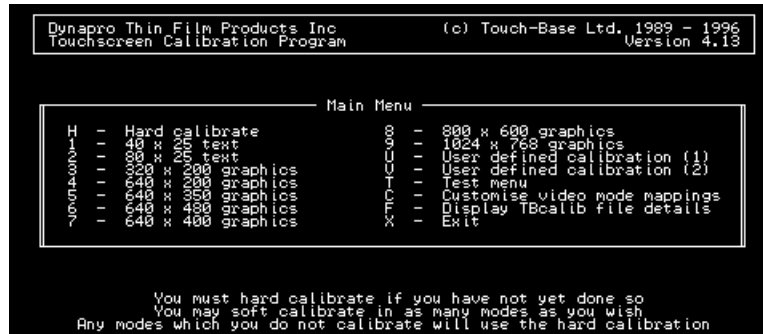 Dynapro Thin Film Products Inc (c) Touch-Base Ltd. 1989 - 1996
Touchscreen Calibration Program Version 4.13
Main Menu
H - Hard calibrate 8 - 800 x 600 graphics
1 - 40 x 25 text 9 - 1024 x 768 graphics
2 - 80 x 25 text U - User defined calibration (1)
3 - 320 x 200 graphics V - User defined calibration (2)
4 - 640 x 200 graphics T - Test menu
5 - 640 x 350 graphics C - Customise video mode mappings
6 - 640 x 480 graphics F - Display TBcalib file details
7 - 640 x 400 graphics X - Exit
You must hard calibrate if you have not yet done so
You may soft calibrate in as many modes as you wish
Any modes which you do not calibrate will use the hard calibration